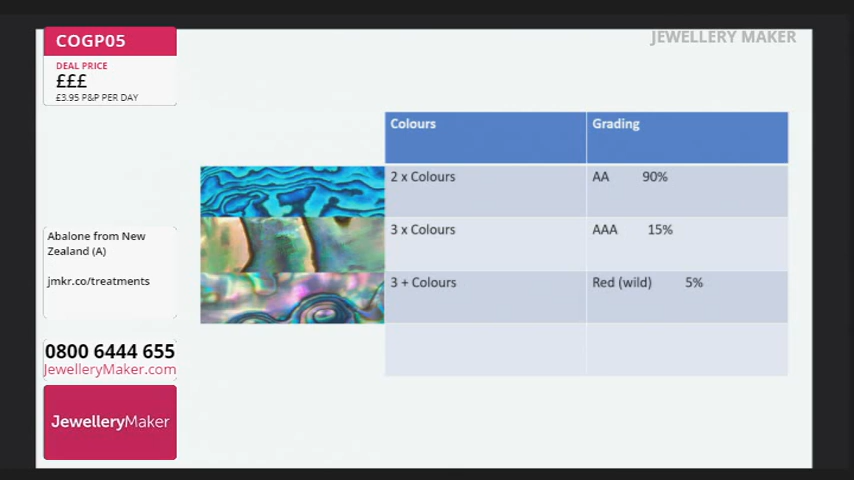 COGP05
DEAL PRICE
£££
£3.95 P&P PER DAY
JEWELLERY MAKER
Colours Grading
2 x Colours AA 90%
3 x Colours AAA 15%
3 + Colours Red (wild) 5%
Abalone from New
Zealand (A)
jmkr.co/treatments
0800 6444 655
JewelleryMaker.com
JewelleryMaker